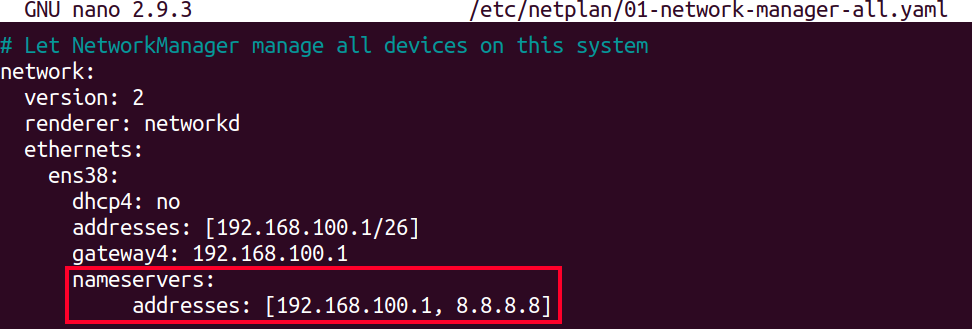 GNU nano 2.9.3 /etc/netplan/01-network-manager-all.yaml
# Let NetworkManager manage all devices on this system
network:
  version: 2
  renderer: networkd
  ethernets:
    ens38:
      dhcp4: no
      addresses: [192.168.100.1/26]
      gateway4: 192.168.100.1
      nameservers:
           addresses: [192.168.100.1, 8.8.8.8]